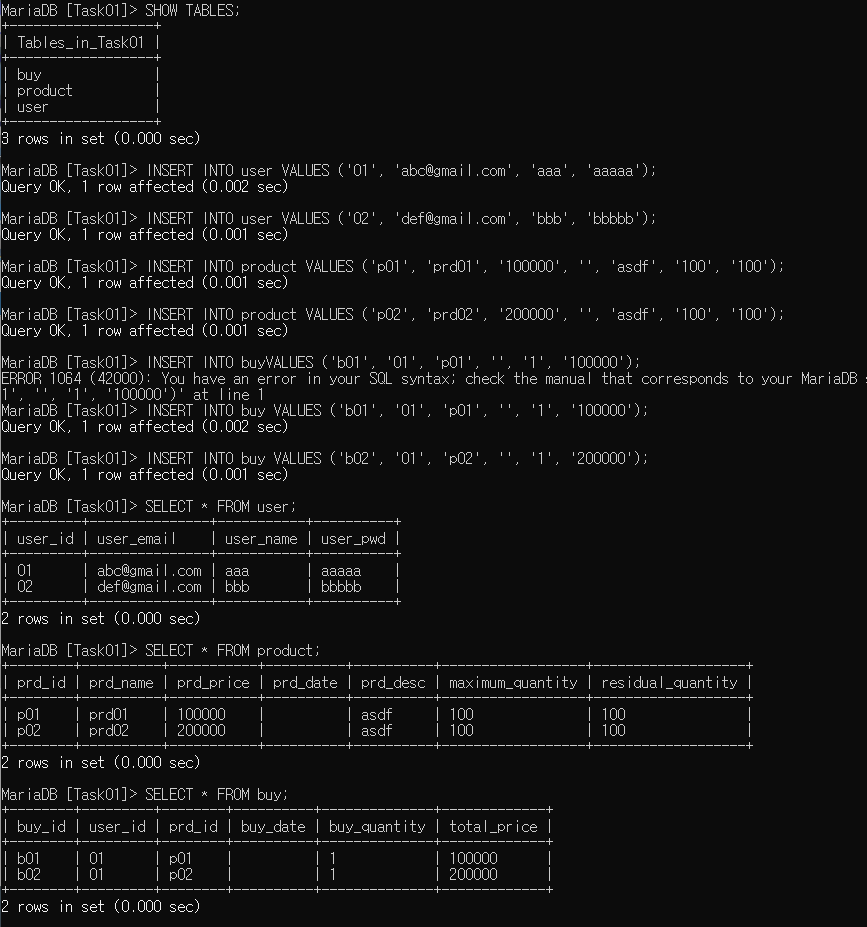 MariaDB [Task01]> SHOW TABLES;
+------------------+
| Tables_in_Task01 |
+------------------+
| buy              |
| product          |
| user             |
+------------------+
3 rows in set (0.000 sec)
MariaDB [Task01]> INSERT INTO user VALUES ('01', 'abc@gmail.com', 'aaa', 'aaaaa');
Query OK, 1 row affected (0.002 sec)
MariaDB [Task01]> INSERT INTO user VALUES ('02', 'def@gmail.com', 'bbb', 'bbbbb');
Query OK, 1 row affected (0.001 sec)
MariaDB [Task01]> INSERT INTO product VALUES ('p01', 'prd01', '100000', '', 'asdf', '100', '100');
Query OK, 1 row affected (0.001 sec)
MariaDB [Task01]> INSERT INTO product VALUES ('p02', 'prd02', '200000', '', 'asdf', '100', '100');
Query OK, 1 row affected (0.001 sec)
MariaDB [Task01]> INSERT INTO buyVALUES ('b01', '01', 'p01', '', '1', '100000');
ERROR 1064 (42000): You have an error in your SQL syntax; check the manual that corresponds to your MariaDB s
1', '', '1', '100000')' at line 1
MariaDB [Task01]> INSERT INTO buy VALUES ('b01', '01', 'p01', '', '1', '100000');
Query OK, 1 row affected (0.002 sec)
MariaDB [Task01]> INSERT INTO buy VALUES ('b02', '01', 'p02', '', '1', '200000');
Query OK, 1 row affected (0.001 sec)
MariaDB [Task01]> SELECT * FROM user;
+---------+---------------+-----------+----------+
| user_id | user_email    | user_name | user_pwd |
+---------+---------------+-----------+----------+
| 01      | abc@gmail.com | aaa       | aaaaa    |
| 02      | def@gmail.com | bbb       | bbbbb    |
+---------+---------------+-----------+----------+
2 rows in set (0.000 sec)
MariaDB [Task01]> SELECT * FROM product;
+--------+----------+-----------+----------+----------+------------------+-------------------+
| prd_id | prd_name | prd_price | prd_date | prd_desc | maximum_quantity | residual_quantity |
+--------+----------+-----------+----------+----------+------------------+-------------------+
| p01    | prd01    | 100000    |          | asdf     | 100              | 100               |
| p02    | prd02    | 200000    |          | asdf     | 100              | 100               |
+--------+----------+-----------+----------+----------+------------------+-------------------+
2 rows in set (0.000 sec)
MariaDB [Task01]> SELECT * FROM buy;
+--------+---------+--------+----------+--------------+-------------+
| buy_id | user_id | prd_id | buy_date | buy_quantity | total_price |
+--------+---------+--------+----------+--------------+-------------+
| b01    | 01      | p01    |          | 1            | 100000      |
| b02    | 01      | p02    |          | 1            | 200000      |
+--------+---------+--------+----------+--------------+-------------+
2 rows in set (0.000 sec)